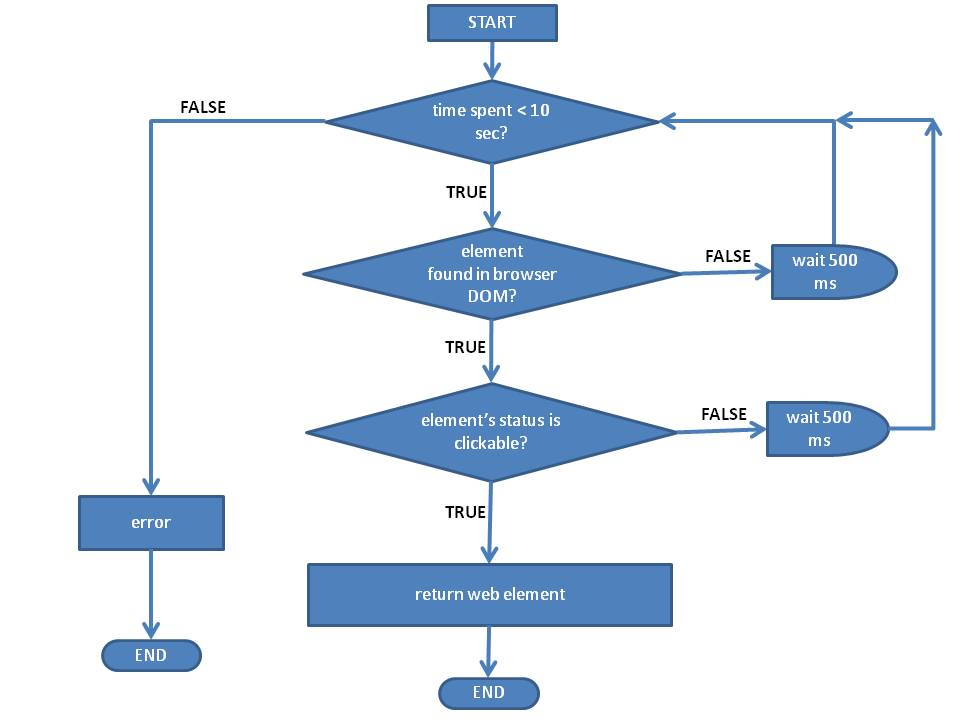 START
FALSE
time spent < 10
sec?
TRUE
element
found in browser
DOM?
FALSE
wait 500
ms
TRUE
element's status is
clickable?
FALSE
wait 500
ms
TRUE
error
return web element
END
END